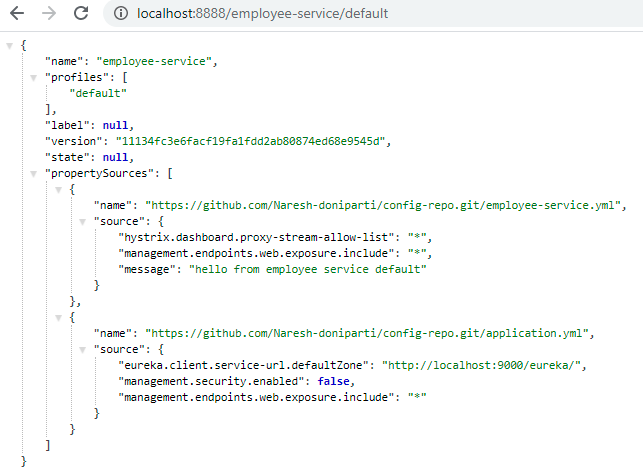 localhost:8888/employee-service/default
{
"name": "employee-service",
"profiles": [
"default"
],
"label": null,
"version": "11134fc3e6facf19fa1fdd2ab80874ed68e9545d",
"state": null,
"propertySources": [
{
"name": "https://github.com/Naresh-doniparti/config-repo.git/employee-service.yml",
"source": {
"hystrix.dashboard.proxy-stream-allow-list": "*",
"management.endpoints.web.exposure.include": "*",
"message": "hello from employee service default"
}
},
{
"name": "https://github.com/Naresh-doniparti/config-repo.git/application.yml",
"source": {
"eureka.client.service-url.defaultZone": "http://localhost:9000/eureka/",
"management.security.enabled": false,
"management.endpoints.web.exposure.include": "*"
}
}
]
}